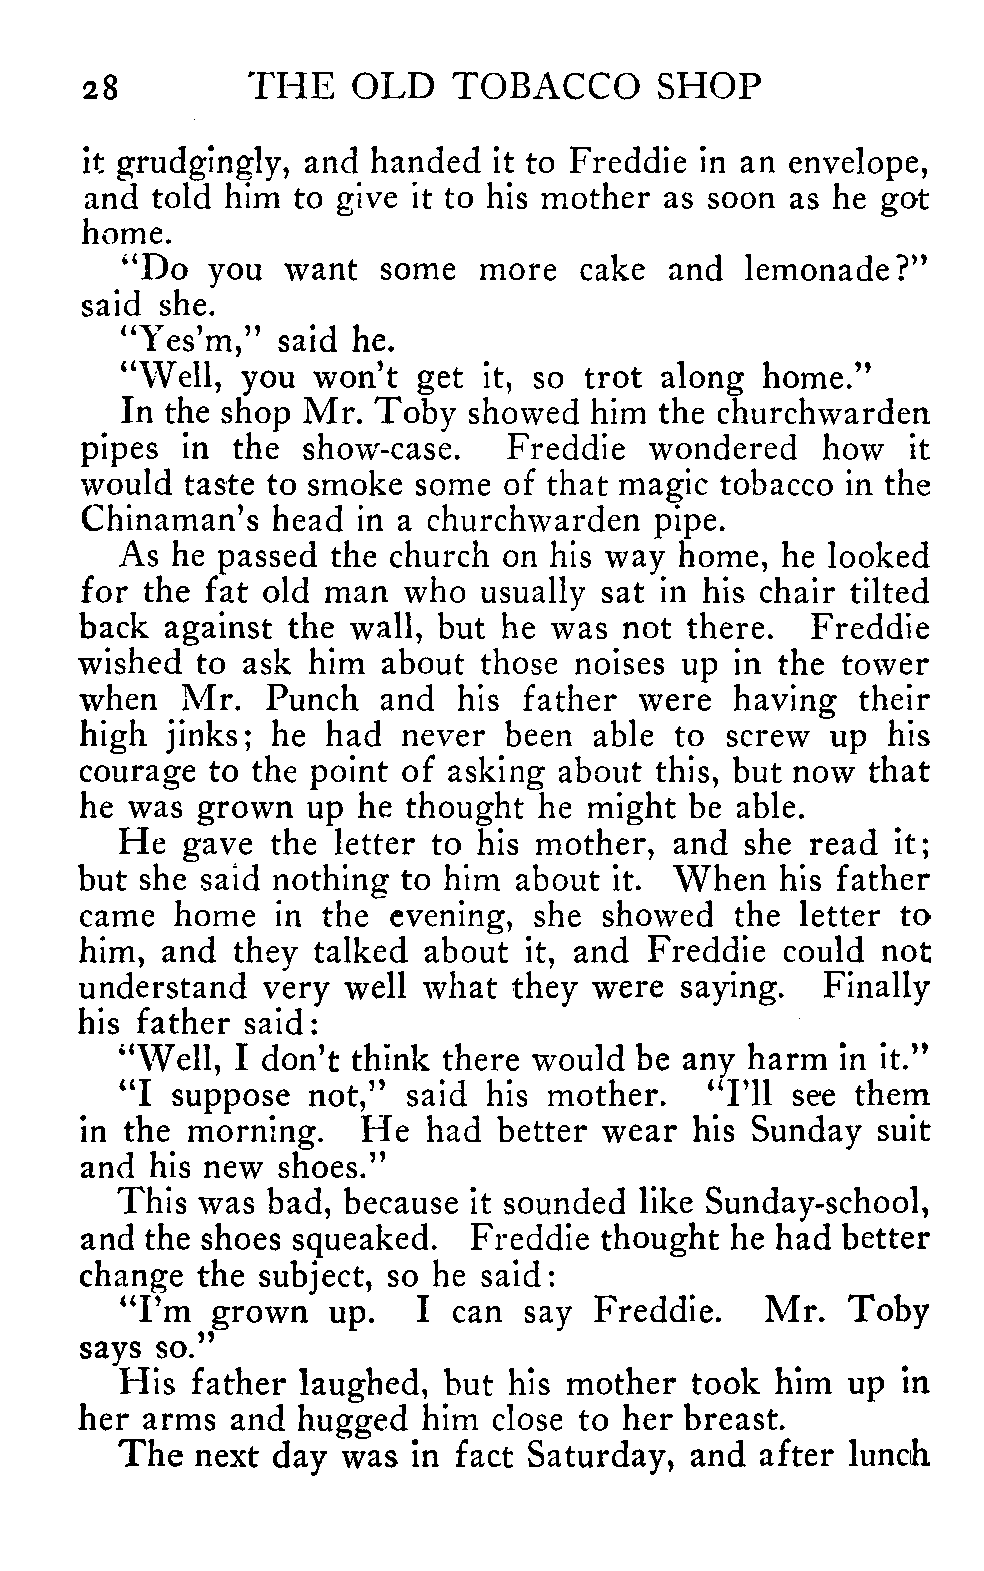 28 THE OLD TOBACCO SHOP
it grudgingly, and handed it to Freddie in an envelope,
and told him to give it to his mother as soon as he got
home.
"Do you want some more cake and lemonade?"
said she.
"Yes'm," said he.
"Well, you won't get it, so trot along home."
In the shop Mr. Toby showed him the churchwarden
pipes in the show-case. Freddie wondered how it
would taste to smoke some of that magic tobacco in the
Chinaman's head in a churchwarden pipe.
As he passed the church on his way home, he looked
for the fat old man who usually sat in his chair tilted
back against the wall, but he was not there. Freddie
wished to ask him about those noises up in the tower
when Mr. Punch and his father were having their
high jinks; he had never been able to screw up his
courage to the point of asking about this, but now that
he was grown up he thought he might be able.
He gave the letter to his mother, and she read it;
but she said nothing to him about it. When his father
came home in the evening, she showed the letter to
him, and they talked about it, and Freddie could not
understand very well what they were saying. Finally
his father said:
"Well, I don't think there would be any harm in it."
"I suppose not," said his mother. "I'll see them
in the morning. He had better wear his Sunday suit
and his new shoes."
This was bad, because it sounded like Sunday-school,
and the shoes squeaked. Freddie thought he had better
change the subject, so he said:
"I'm grown up. I can say Freddie. Mr. Toby
says so."
His father laughed, but his mother took him up in
her arms and hugged him close to her breast.
The next day was in fact Saturday, and after lunch